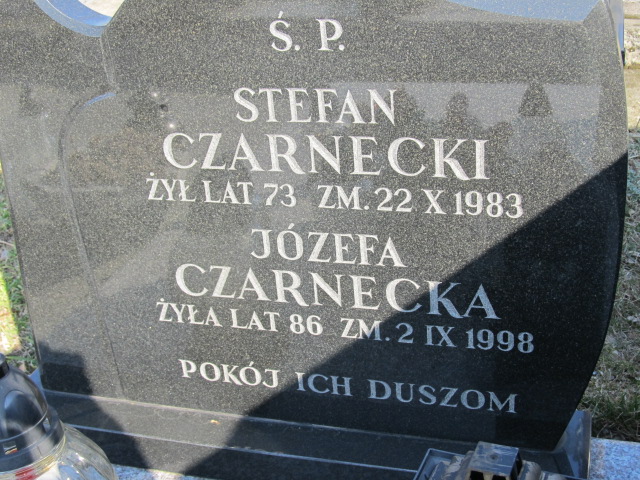 Ś. P.
STEFAN
CZARNECKI
ŻYŁ LAT 73 ZM. 22 X 1983
JÓZEFA
CZARNECKA
ŻYŁA LAT 86 ZM. 2 IX 1998
POKÓJ ICH DUSZOM